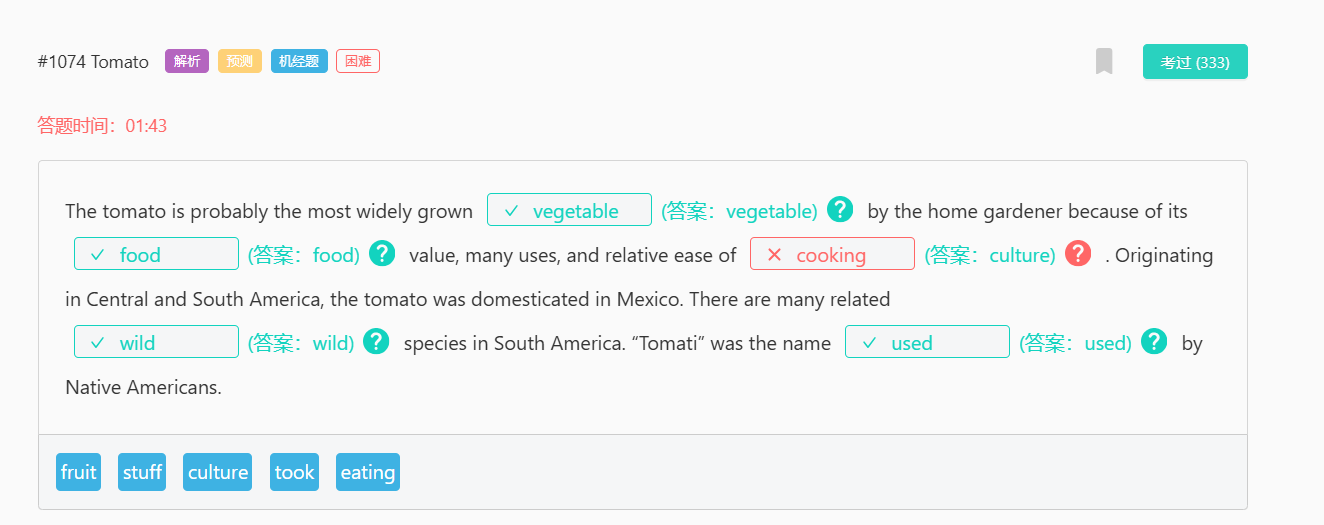 #1074 Tomato 解析 预测 机经题 困难 考过 (333)
答题时间：01:43
The tomato is probably the most widely grown vegetable (答案：vegetable) ? by the home gardener because of its
food (答案：food) ? value, many uses, and relative ease of cooking (答案：culture) ? . Originating
in Central and South America, the tomato was domesticated in Mexico. There are many related
wild (答案：wild) ? species in South America. “Tomati” was the name used (答案：used) ? by
Native Americans.
fruit stuff culture took eating